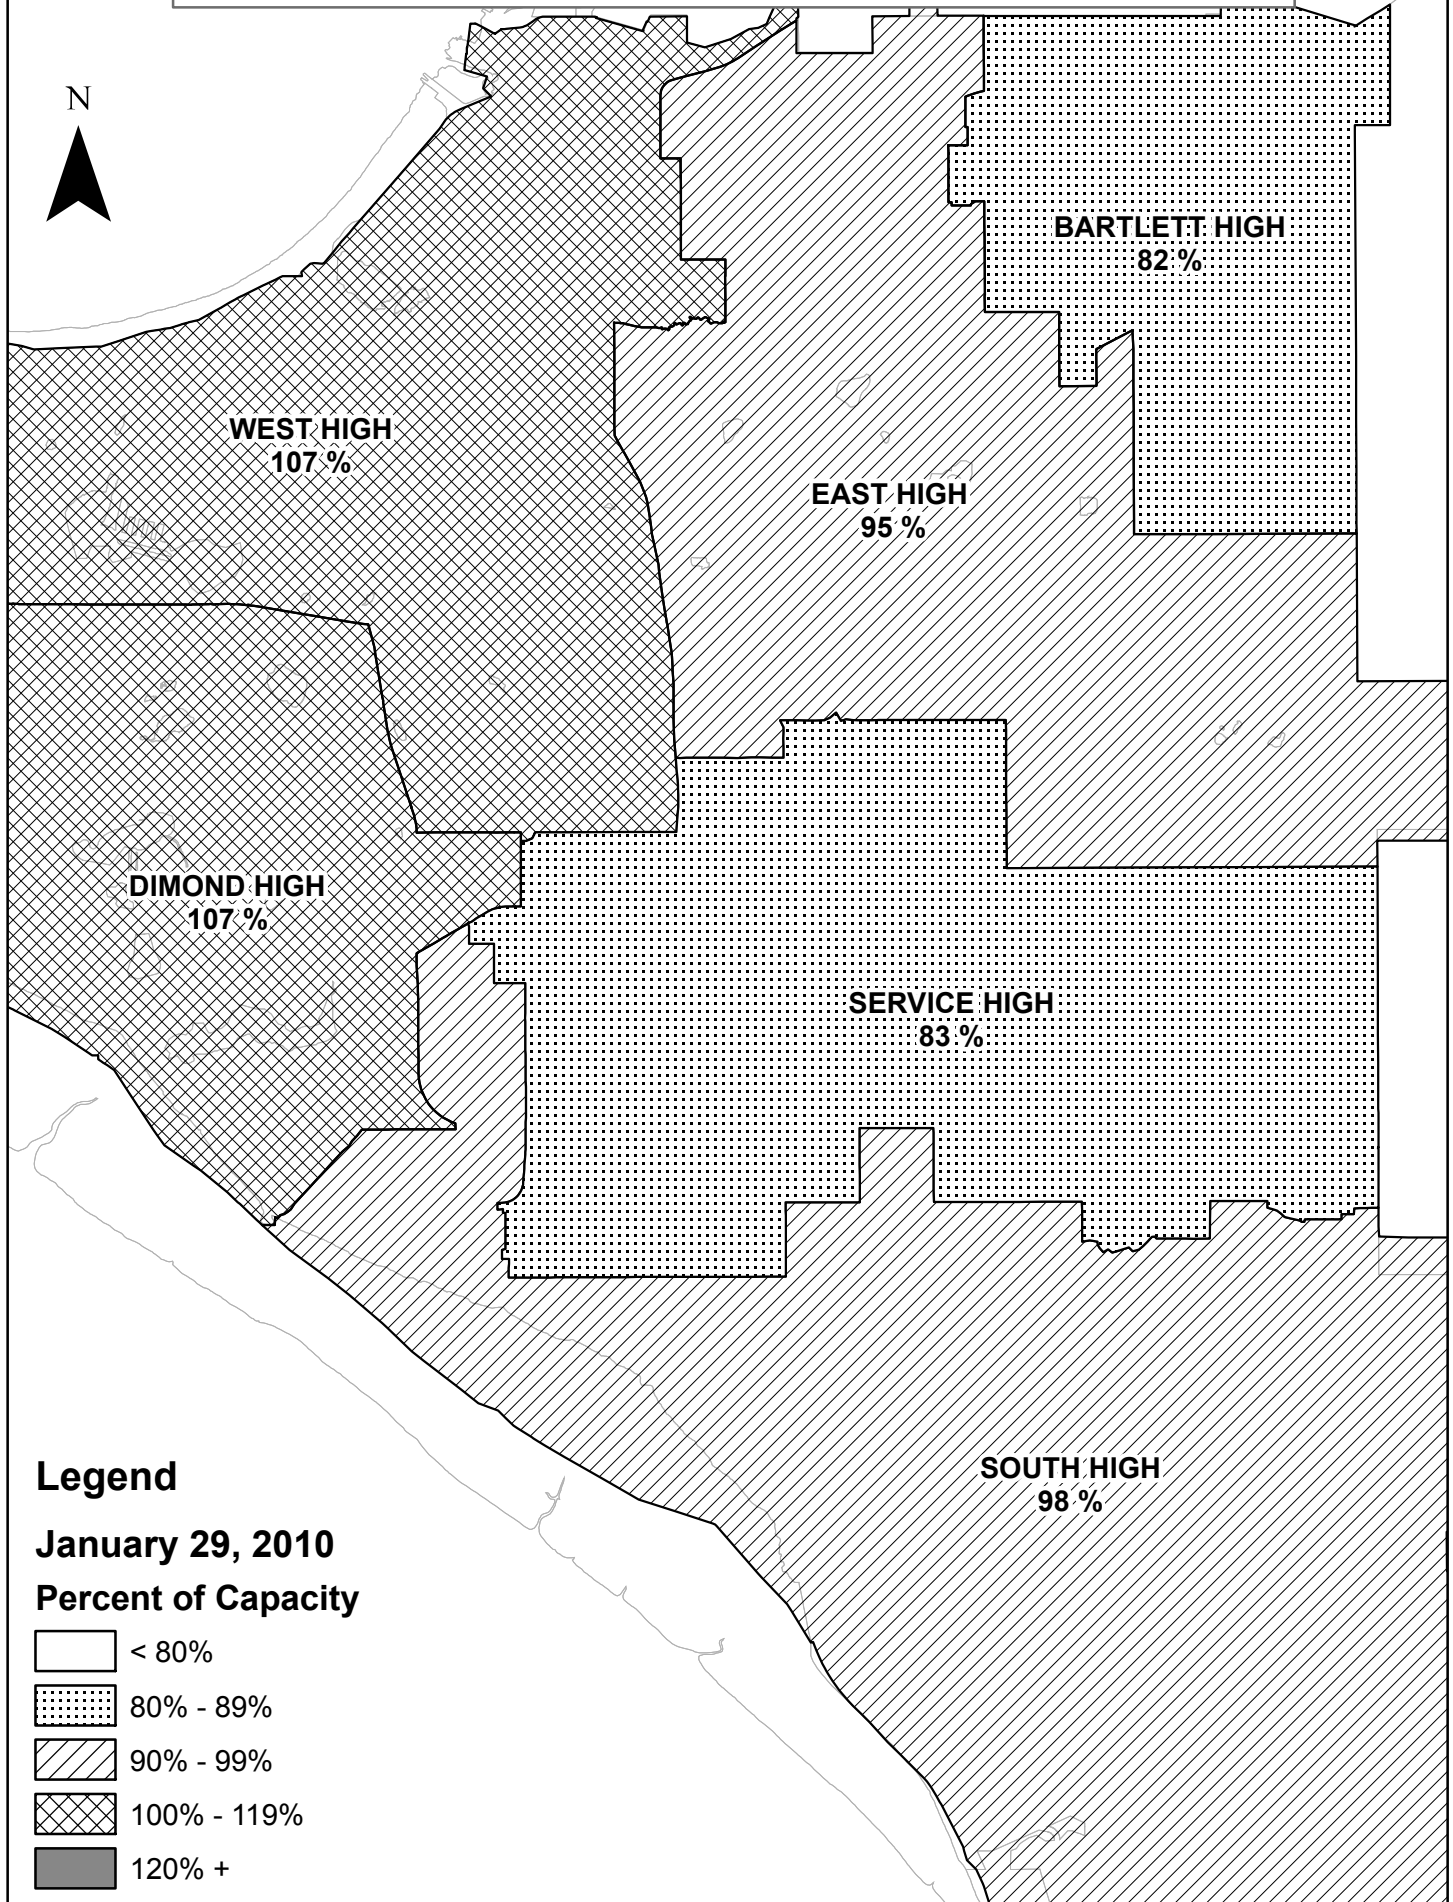 N
BARTLETT HIGH
82 %
WEST HIGH
107 %
EAST HIGH
95 %
DIMOND HIGH
107 %
SERVICE HIGH
83 %
SOUTH HIGH
98 %
Legend
January 29, 2010
Percent of Capacity
< 80%
80% - 89%
90% - 99%
100% - 119%
120% +